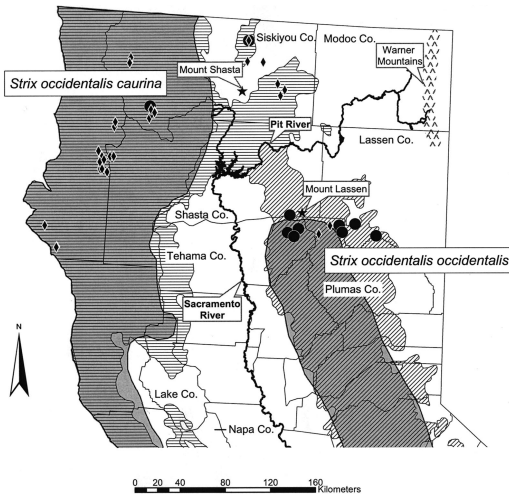 Siskiyou Co.
Modoc Co.
Warner
Mountains
Mount Shasta
Strix occidentalis caurina
Pit River
Lassen Co.
Mount Lassen
Shasta Co.
Tehama Co.
Strix occidentalis occidentalis
Plumas Co.
Sacramento
River
N
Lake Co.
Napa Co.
0 10 20 40 80 120 160
Kilometers